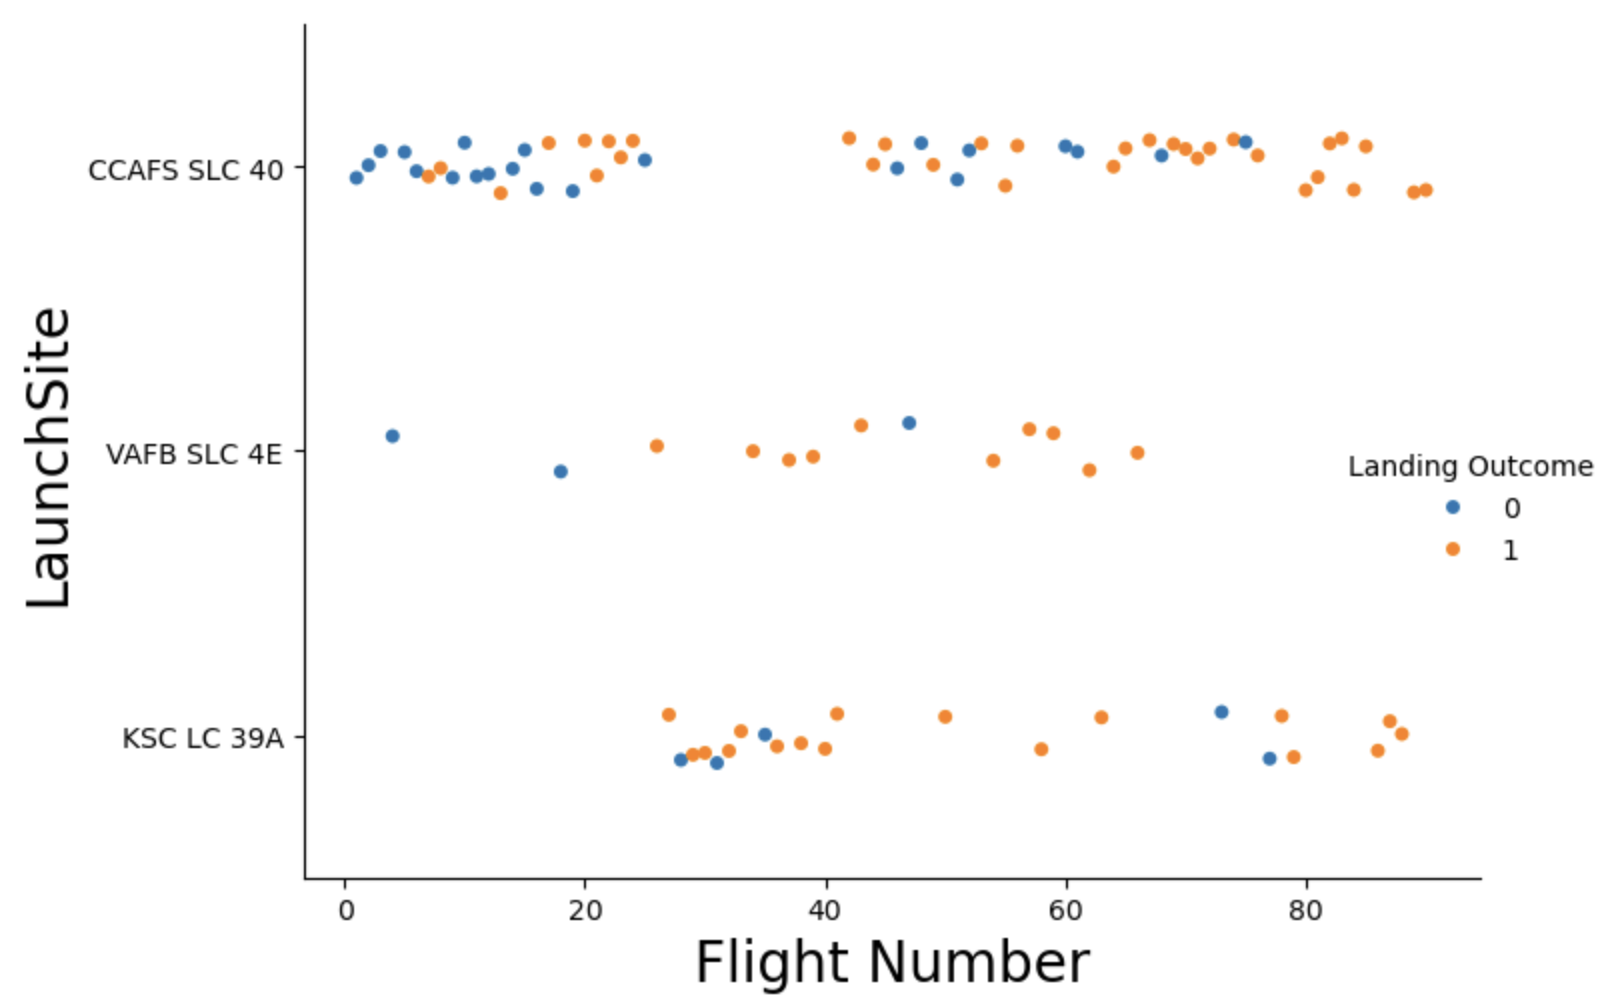 LaunchSite
CCAFS SLC 40
VAFB SLC 4E
KSC LC 39A
0
20
40
60
80
Flight Number
Landing Outcome
0
1